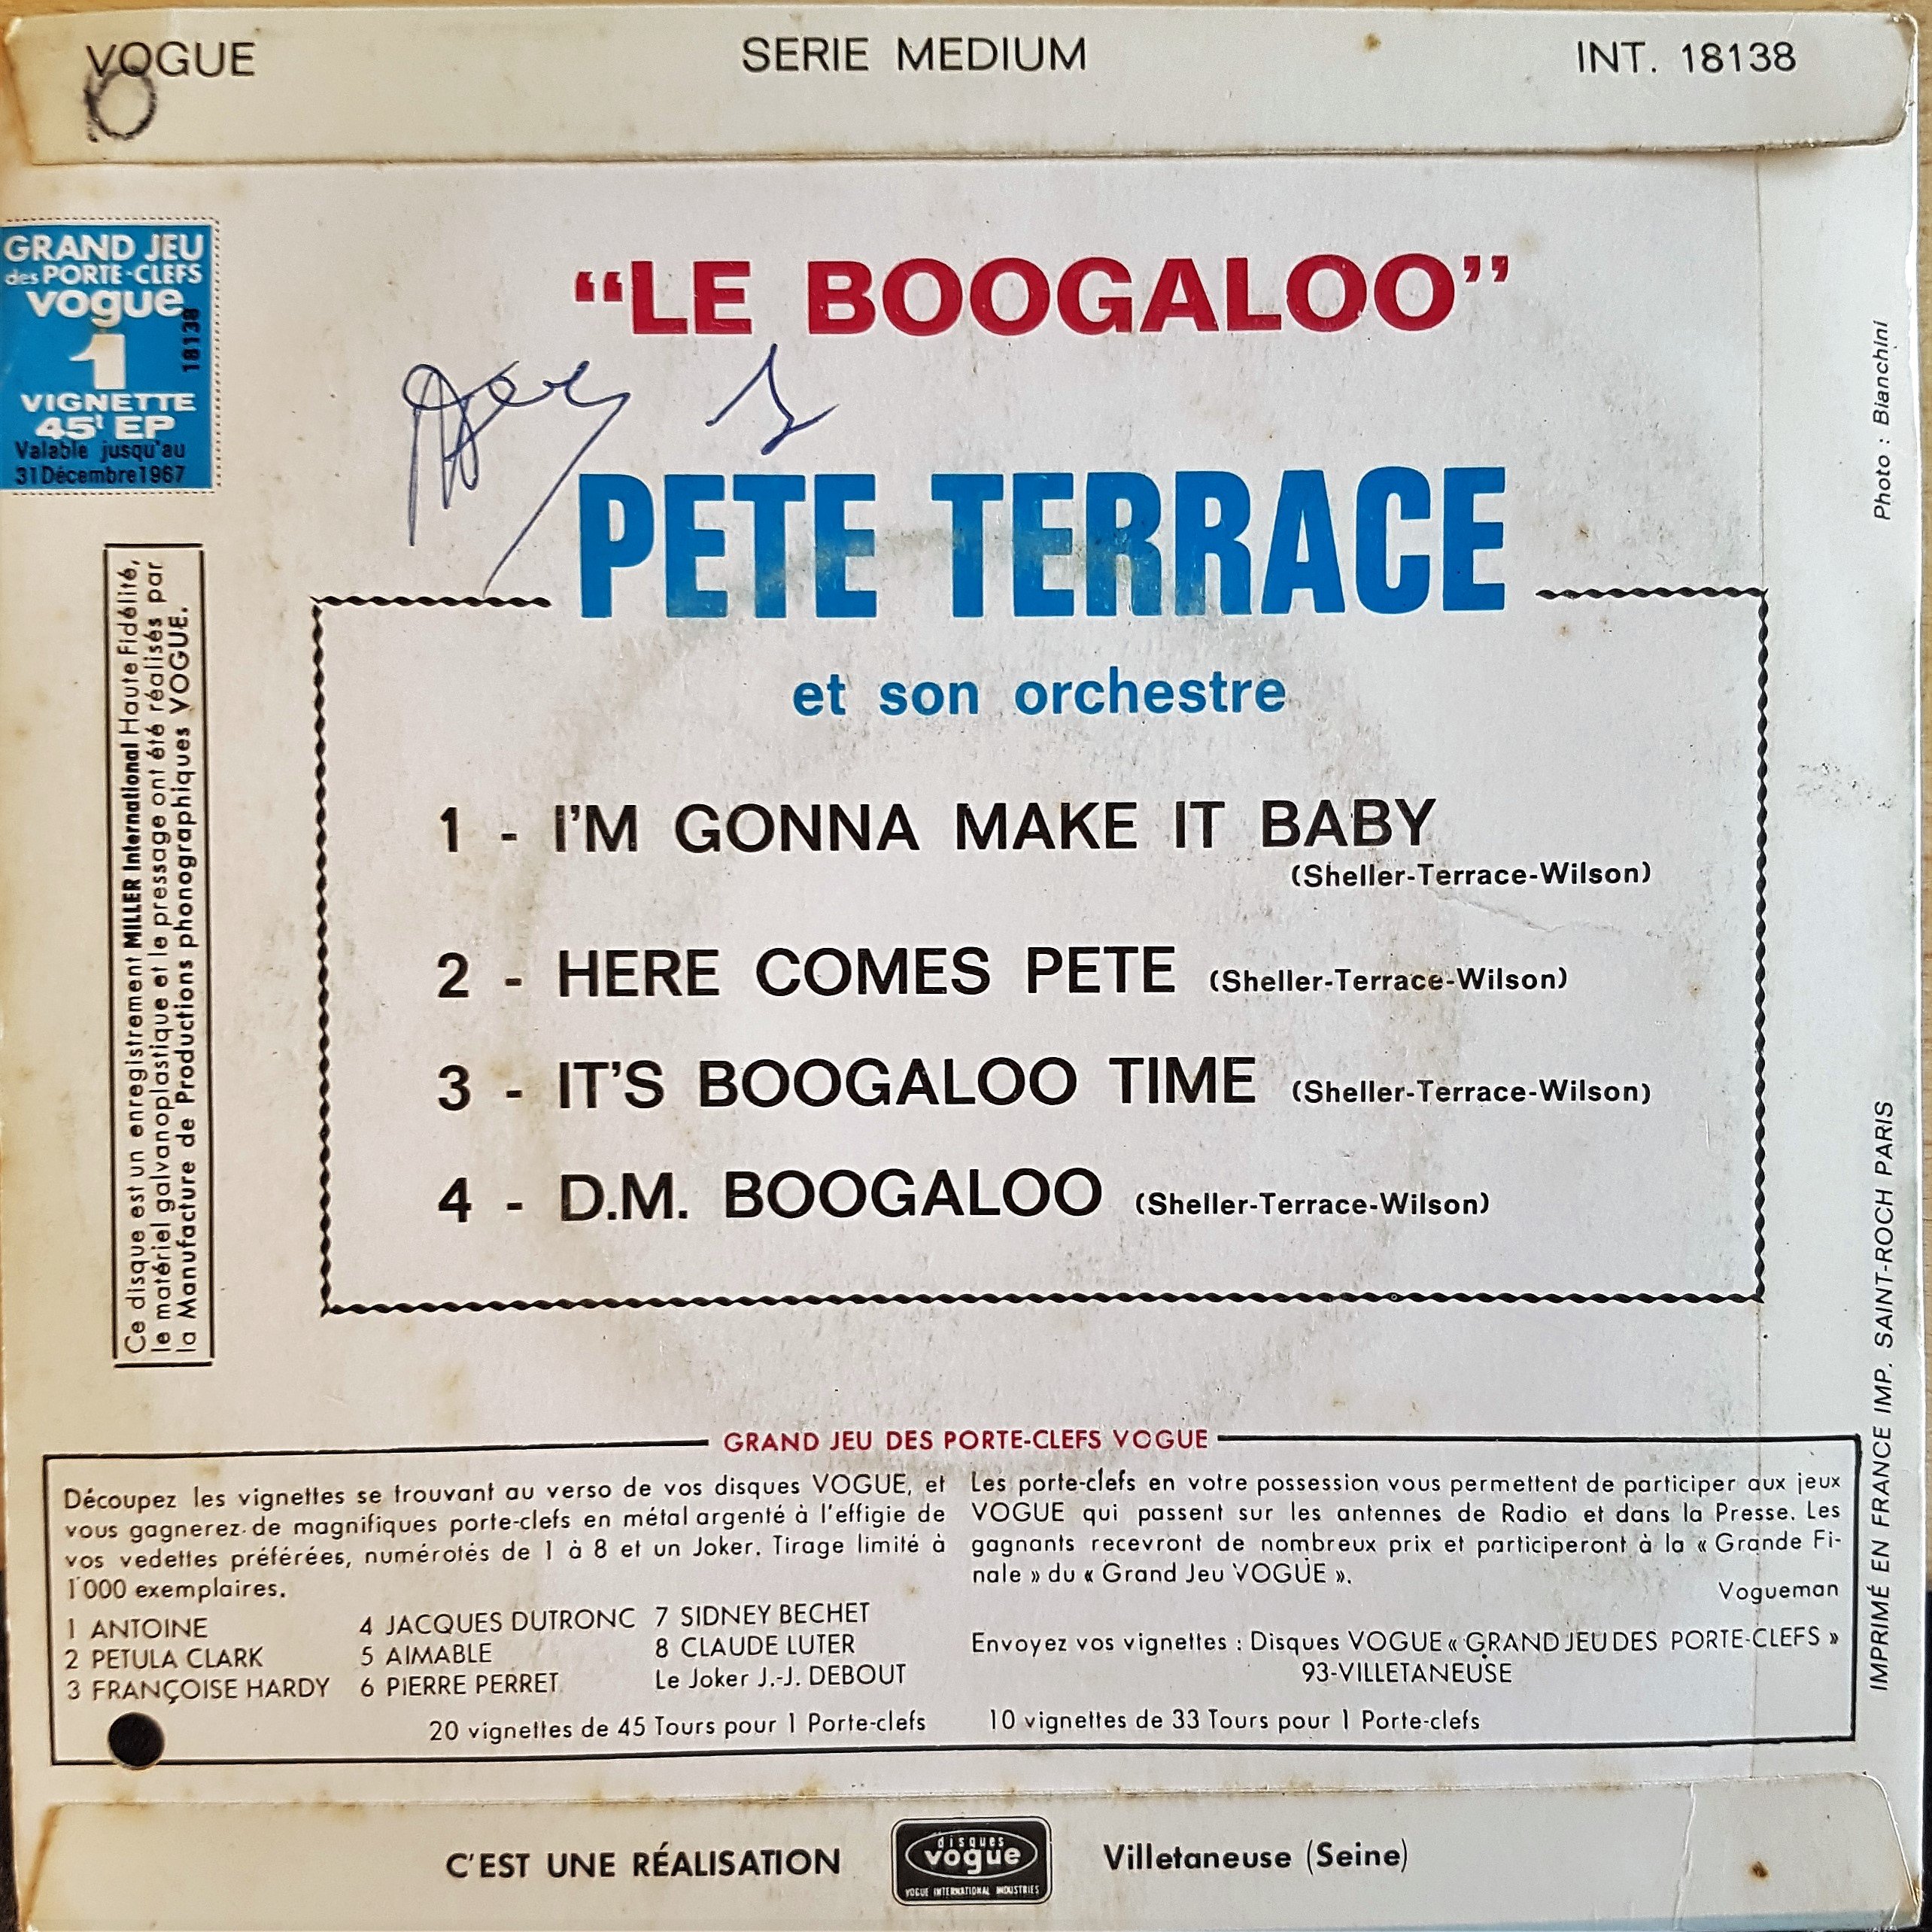 VOGUE
SERIE MEDIUM
INT. 18138
GRAND JEU
des PORTE-CLEFS
vogue
18138
1
VIGNETTE
45t EP
Valable jusqu'au
31 Décembre 1967
“LE BOOGALOO”
PETE TERRACE
et son orchestre
1 - I'M GONNA MAKE IT BABY
(Sheller-Terrace-Wilson)
2 - HERE COMES PETE (Sheller-Terrace-Wilson)
3 - IT'S BOOGALOO TIME (Sheller-Terrace-Wilson)
4 - D.M. BOOGALOO (Sheller-Terrace-Wilson)
Ce disque est un enregistrement MILLER International Haute Fidélité,
le matériel galvanoplastique et le pressage ont été réalisés par
la Manufacture de Productions phonographiques VOGUE.
Photo : Bianchini
IMPRIMÉ EN FRANCE IMP. SAINT-ROCH PARIS
GRAND JEU DES PORTE-CLEFS VOGUE
Découpez les vignettes se trouvant au verso de vos disques VOGUE, et
vous gagnerez de magnifiques porte-clefs en métal argenté à l'effigie de
vos vedettes préférées, numérotés de 1 à 8 et un Joker. Tirage limité à
1'000 exemplaires.
1 ANTOINE
2 PETULA CLARK
3 FRANÇOISE HARDY
4 JACQUES DUTRONC
5 AIMABLE
6 PIERRE PERRET
7 SIDNEY BECHET
8 CLAUDE LUTER
Le Joker J.-J. DEBOUT
20 vignettes de 45 Tours pour 1 Porte-clefs
Les porte-clefs en votre possession vous permettent de participer aux jeux
VOGUE qui passent sur les antennes de Radio et dans la Presse. Les
gagnants recevront de nombreux prix et participeront à la « Grande Fi-
nale » du « Grand Jeu VOGUE ».
Vogueman
Envoyez vos vignettes : Disques VOGUE « GRAND JEU DES PORTE-CLEFS »
93-VILLETANEUSE
10 vignettes de 33 Tours pour 1 Porte-clefs
C'EST UNE RÉALISATION
disques
vogue
VOGUE INTERNATIONAL INDUSTRIES
Villetaneuse (Seine)